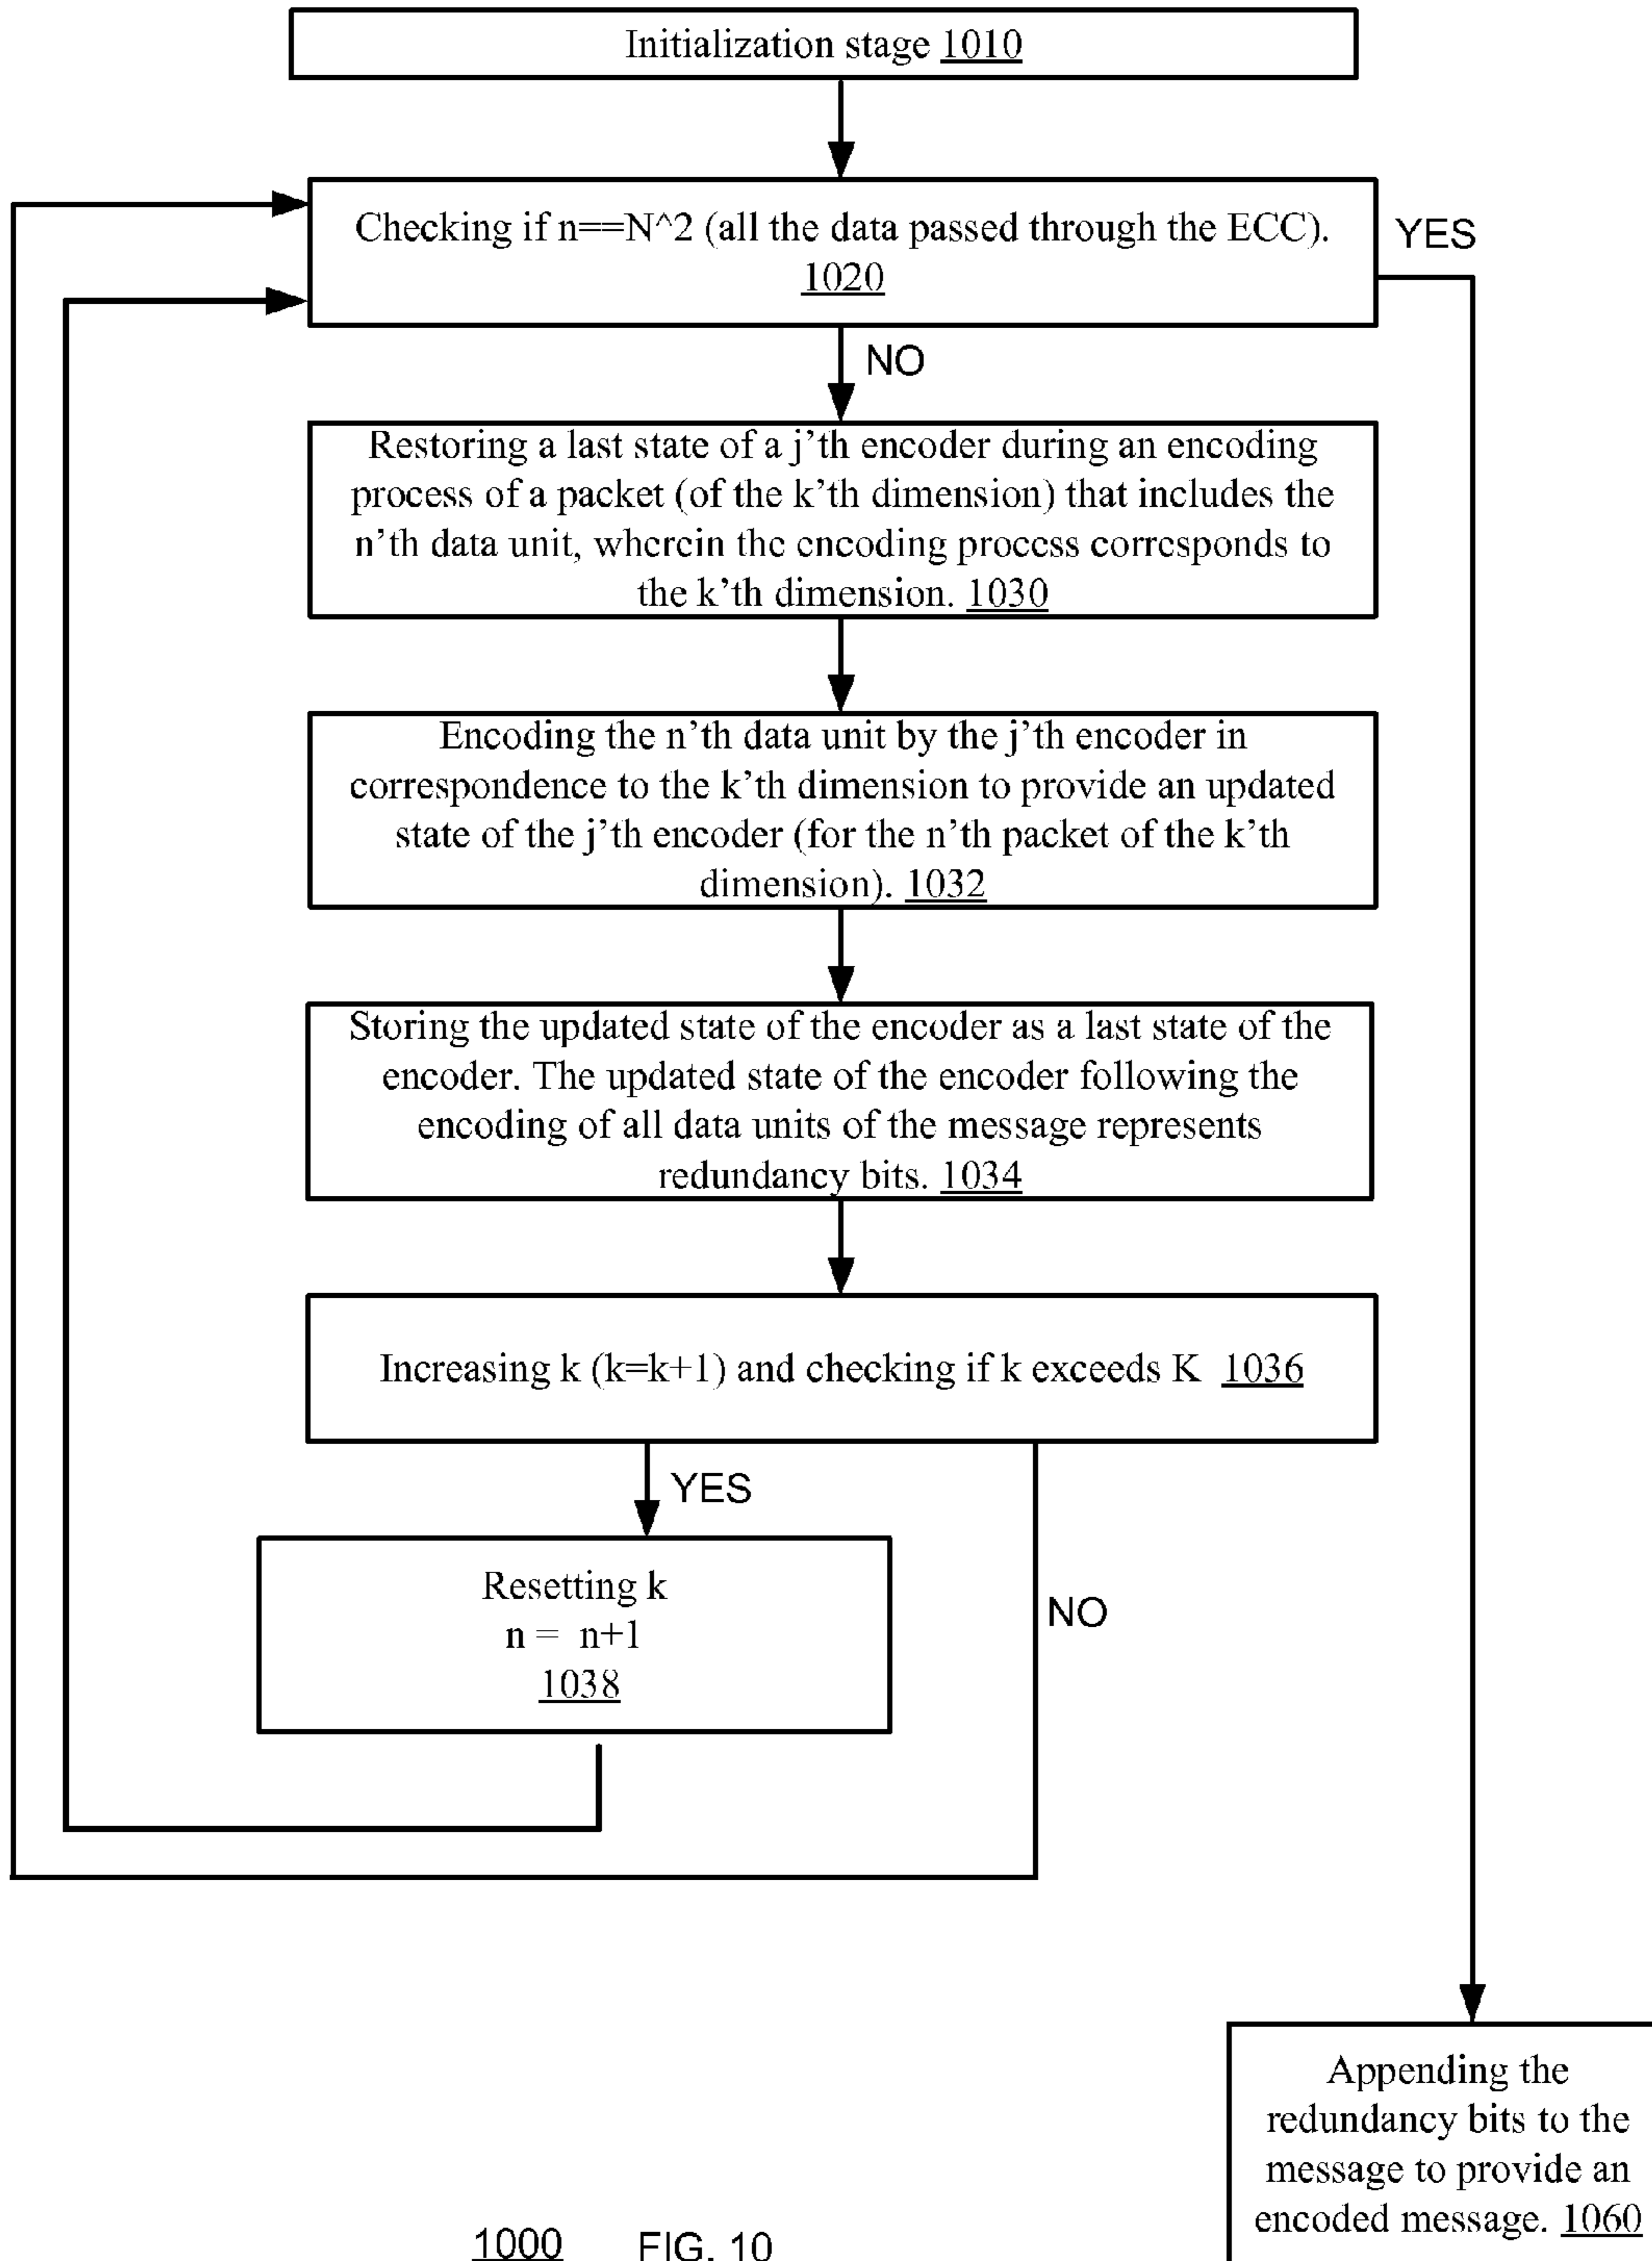 Initialization stage 1010
Checking if n==N^2 (all the data passed through the ECC).
1020
YES
NO
Restoring a last state of a j’th encoder during an encoding
process of a packet (of the k’th dimension) that includes the
n’th data unit, wherein the encoding process corresponds to
the k’th dimension. 1030
Encoding the n’th data unit by the j’th encoder in
correspondence to the k’th dimension to provide an updated
state of the j’th encoder (for the n’th packet of the k’th
dimension). 1032
Storing the updated state of the encoder as a last state of the
encoder. The updated state of the encoder following the
encoding of all data units of the message represents
redundancy bits. 1034
Increasing k (k=k+1) and checking if k exceeds K 1036
YES
Resetting k
n = n+1
1038
NO
Appending the
redundancy bits to the
message to provide an
encoded message. 1060
1000 FIG. 10